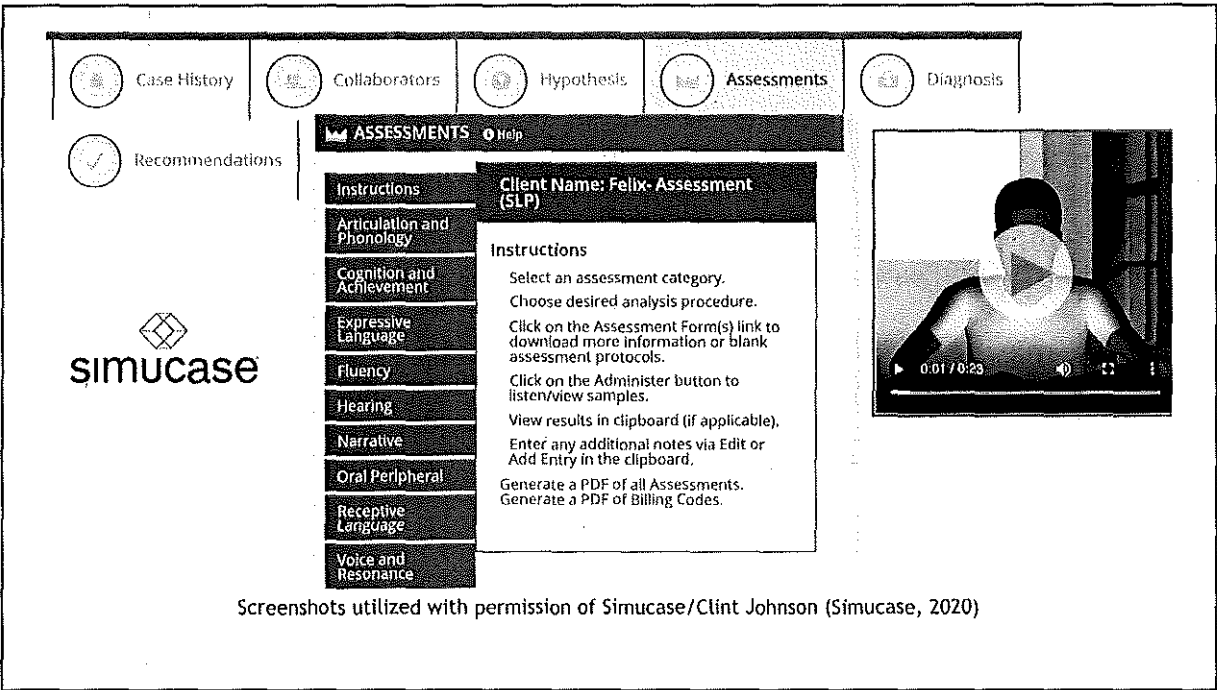 Case History
Collaborators
Hypothesis
Assessments
Diagnosis
Recommendations
ASSESSMENTS Help
Instructions
Articulation and
Phonology
Cognition and
Achievement
Expressive
Language
Fluency
Hearing
Narrative
Oral Peripheral
Receptive
Language
Voice and
Resonance
Client Name: Felix- Assessment
(SLP)
Instructions
Select an assessment category.
Choose desired analysis procedure.
Click on the Assessment Form(s) link to
download more information or blank
assessment protocols.
Click on the Administer button to
listen/view samples.
View results in clipboard (if applicable).
Enter any additional notes via Edit or
Add Entry in the clipboard.
Generate a PDF of all Assessments.
Generate a PDF of Billing Codes.
0:01 / 0:23
simucase
Screenshots utilized with permission of Simucase/Clint Johnson (Simucase, 2020)